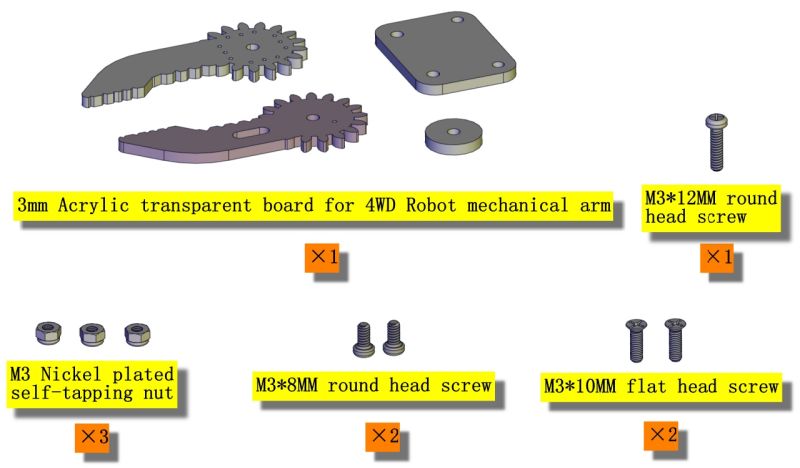 3mm Acrylic transparent board for 4WD Robot mechanical arm
×1
M3*12MM round
head screw
×1
M3 Nickel plated
self-tapping nut
×3
M3*8MM round head screw
×2
M3*10MM flat head screw
×2